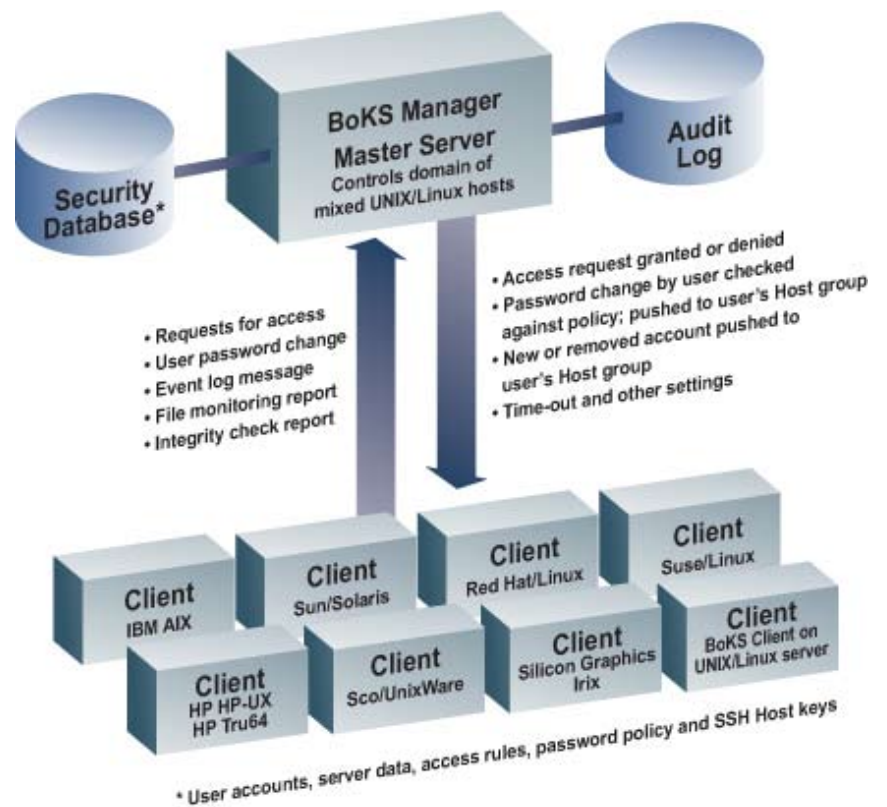 BoKS Manager
Master Server
Controls domain of
mixed UNIX/Linux hosts
Security
Database*
Audit
Log
• Requests for access
• User password change
• Event log message
• File monitoring report
• Integrity check report
• Access request granted or denied
• Password change by user checked
against policy; pushed to user's Host group
• New or removed account pushed to
user's Host group
• Time-out and other settings
Client
IBM AIX
Client
Sun/Solaris
Client
Red Hat/Linux
Client
Suse/Linux
Client
HP HP-UX
HP Tru64
Client
Sco/UnixWare
Client
Silicon Graphics
Irix
Client
BoKS Client on
UNIX/Linux server
* User accounts, server data, access rules, password policy and SSH Host keys